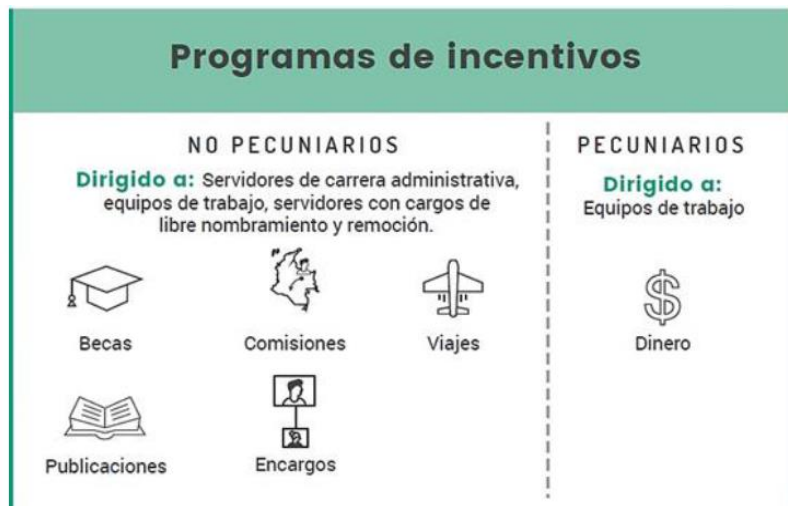 Programas de incentivos
NO PECUNIARIOS
Dirigido a: Servidores de carrera administrativa,
equipos de trabajo, servidores con cargos de
libre nombramiento y remoción.
Becas
Comisiones
Viajes
Publicaciones
Encargos
PECUNIARIOS
Dirigido a:
Equipos de trabajo
$
Dinero